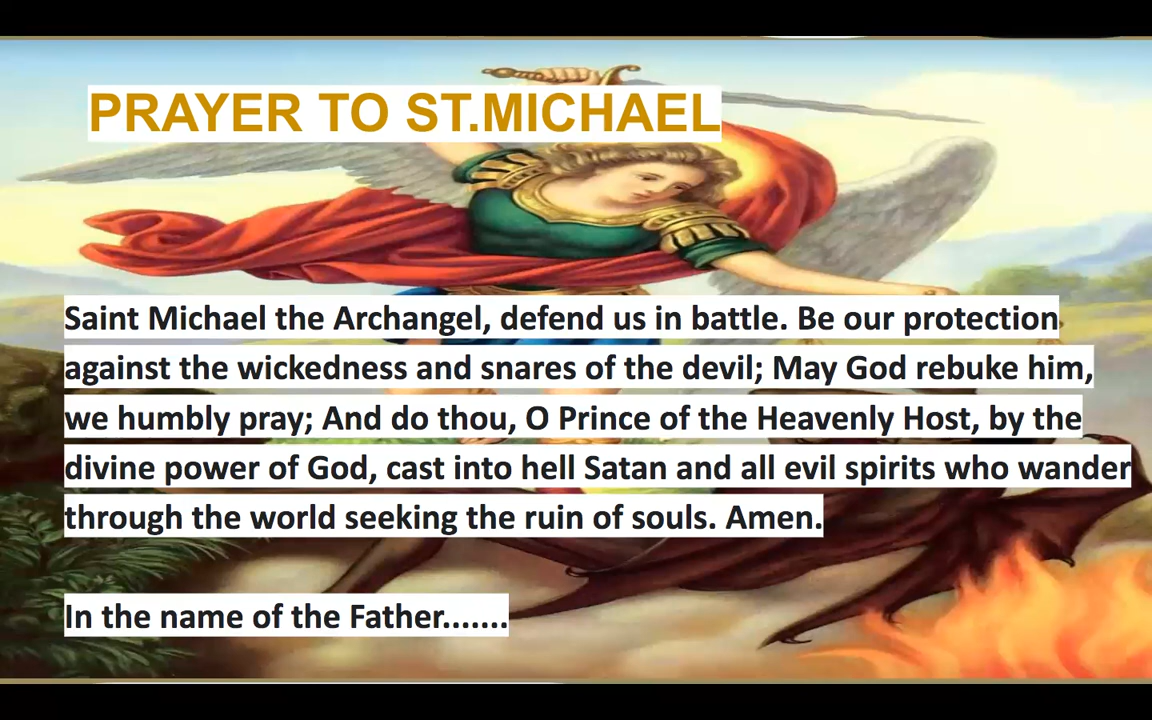 PRAYER TO ST.MICHAEL
Saint Michael the Archangel, defend us in battle. Be our protection
against the wickedness and snares of the devil; May God rebuke him,
we humbly pray; And do thou, O Prince of the Heavenly Host, by the
divine power of God, cast into hell Satan and all evil spirits who wander
through the world seeking the ruin of souls. Amen.
In the name of the Father.......